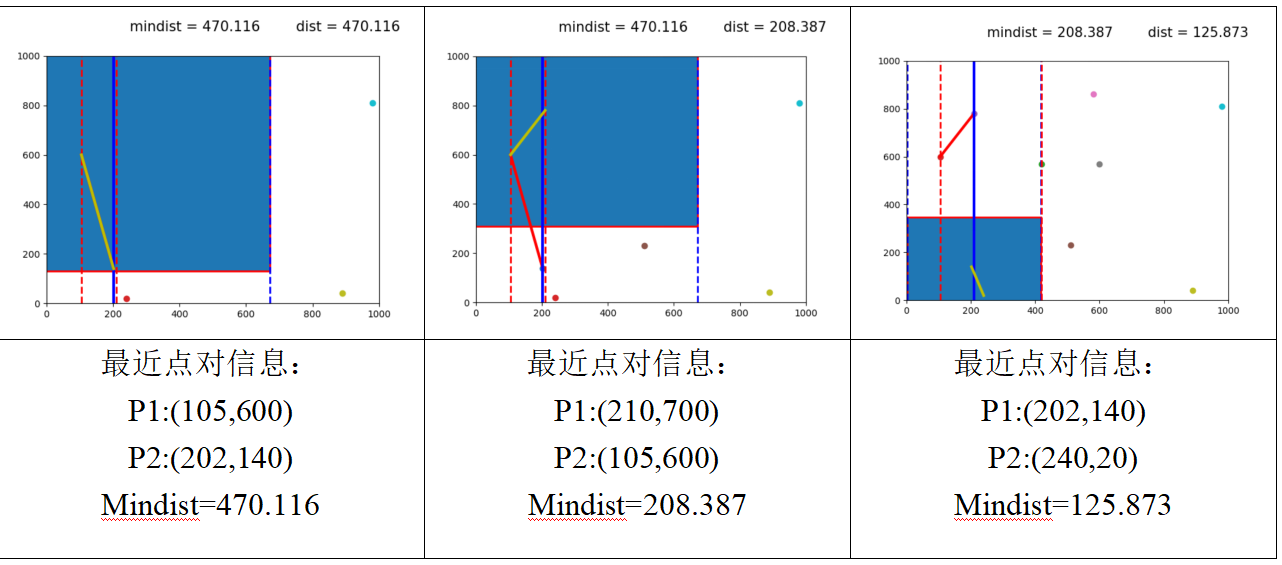 mindist = 470.116 dist = 470.116
1000
800
600
400
200
0
0 200 400 600 800 1000
mindist = 470.116 dist = 208.387
1000
800
600
400
200
0
0 200 400 600 800 1000
mindist = 208.387 dist = 125.873
1000
800
600
400
200
0
0 200 400 600 800 1000
最近点对信息：
P1:(105,600)
P2:(202,140)
Mindist=470.116
最近点对信息：
P1:(210,700)
P2:(105,600)
Mindist=208.387
最近点对信息：
P1:(202,140)
P2:(240,20)
Mindist=125.873